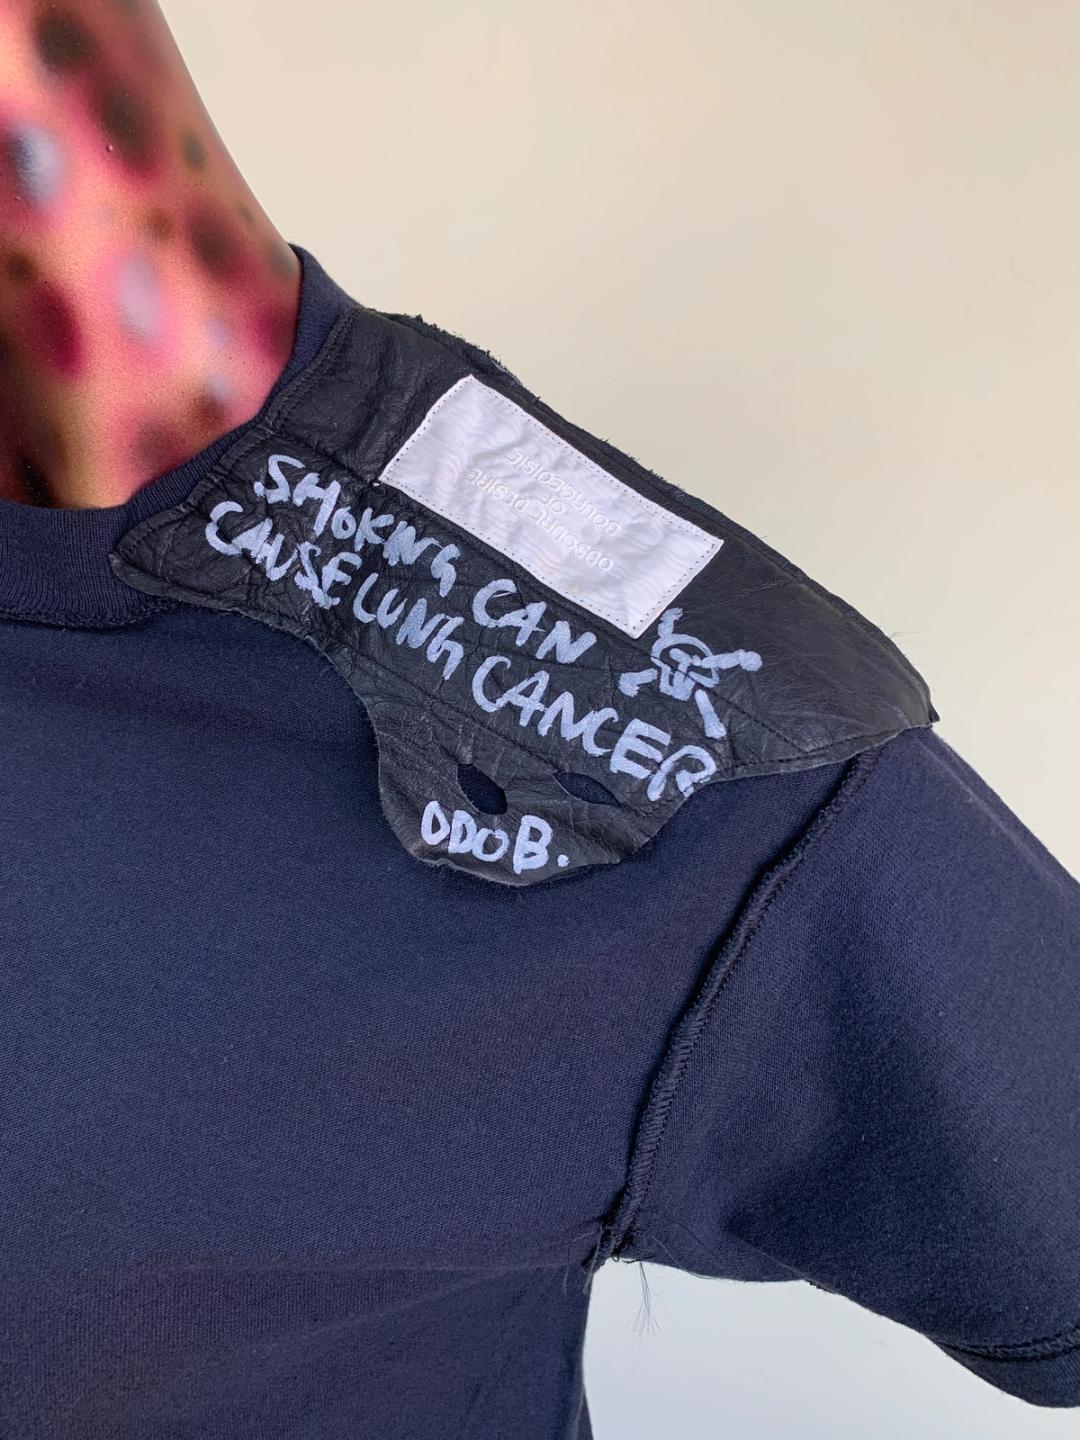 OBSCURE DESIRE
OF
BOURGEOISIE
SMOKING CAN
CAUSE LUNG CANCER
ODOB.